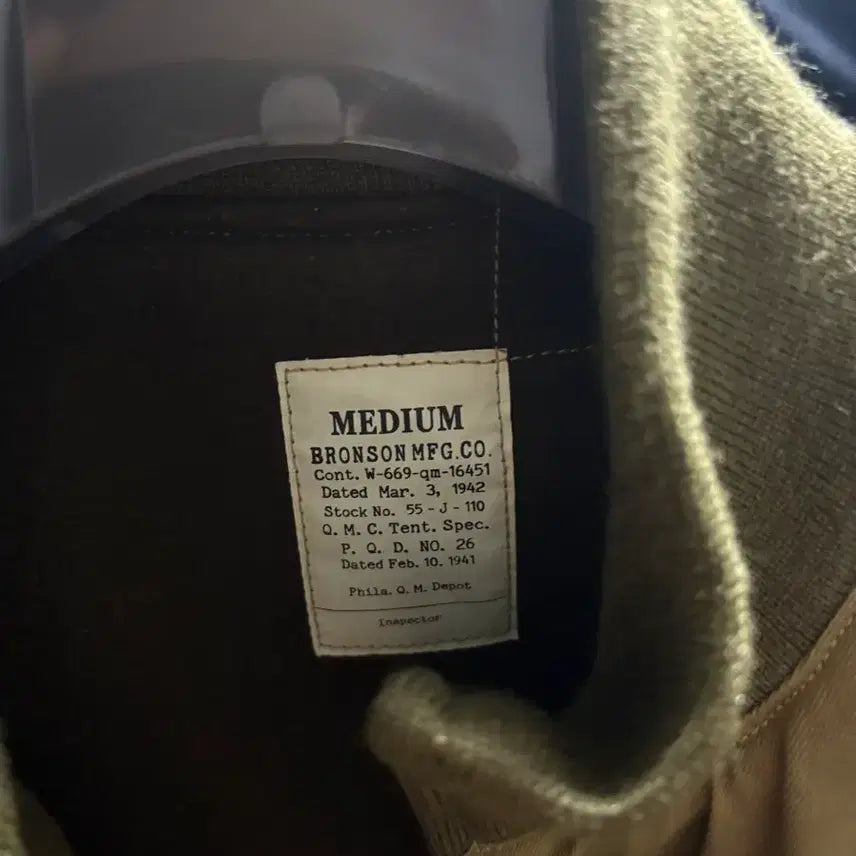 MEDIUM
BRONSON MFG.CO.
Cont. W-669-qm-16451
Dated Mar. 3, 1942
Stock No. 55 - J - 110
Q. M. C. Tent. Spec.
P. Q. D. NO. 26
Dated Feb. 10. 1941
Phila. Q. M. Depot
Inspector